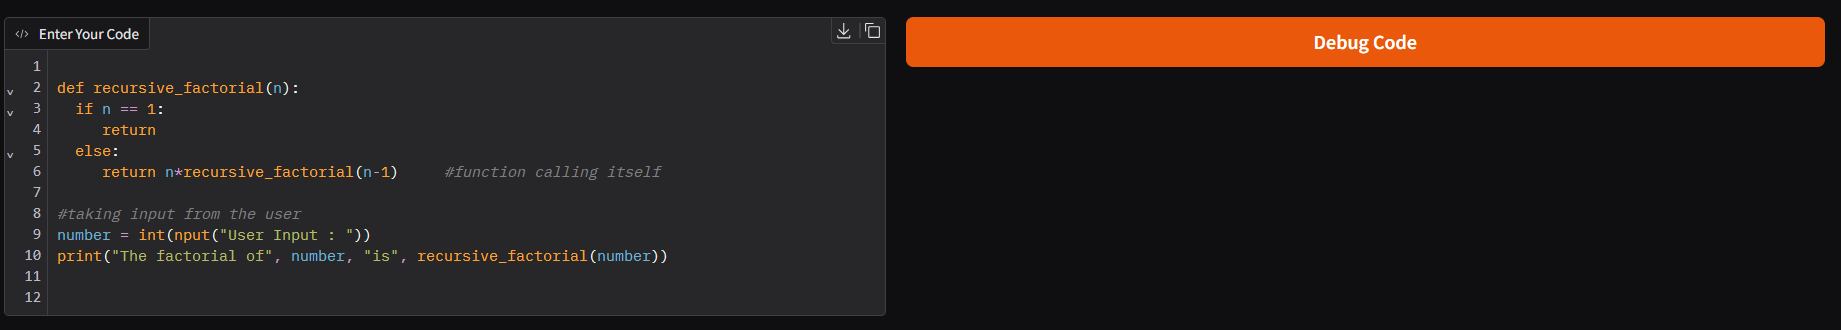 Enter Your Code
Debug Code
1
2 def recursive_factorial(n):
3   if n == 1:
4      return
5   else:
6      return n*recursive_factorial(n-1)     #function calling itself
7
8 #taking input from the user
9 number = int(nput("User Input : "))
10 print("The factorial of", number, "is", recursive_factorial(number))
11
12